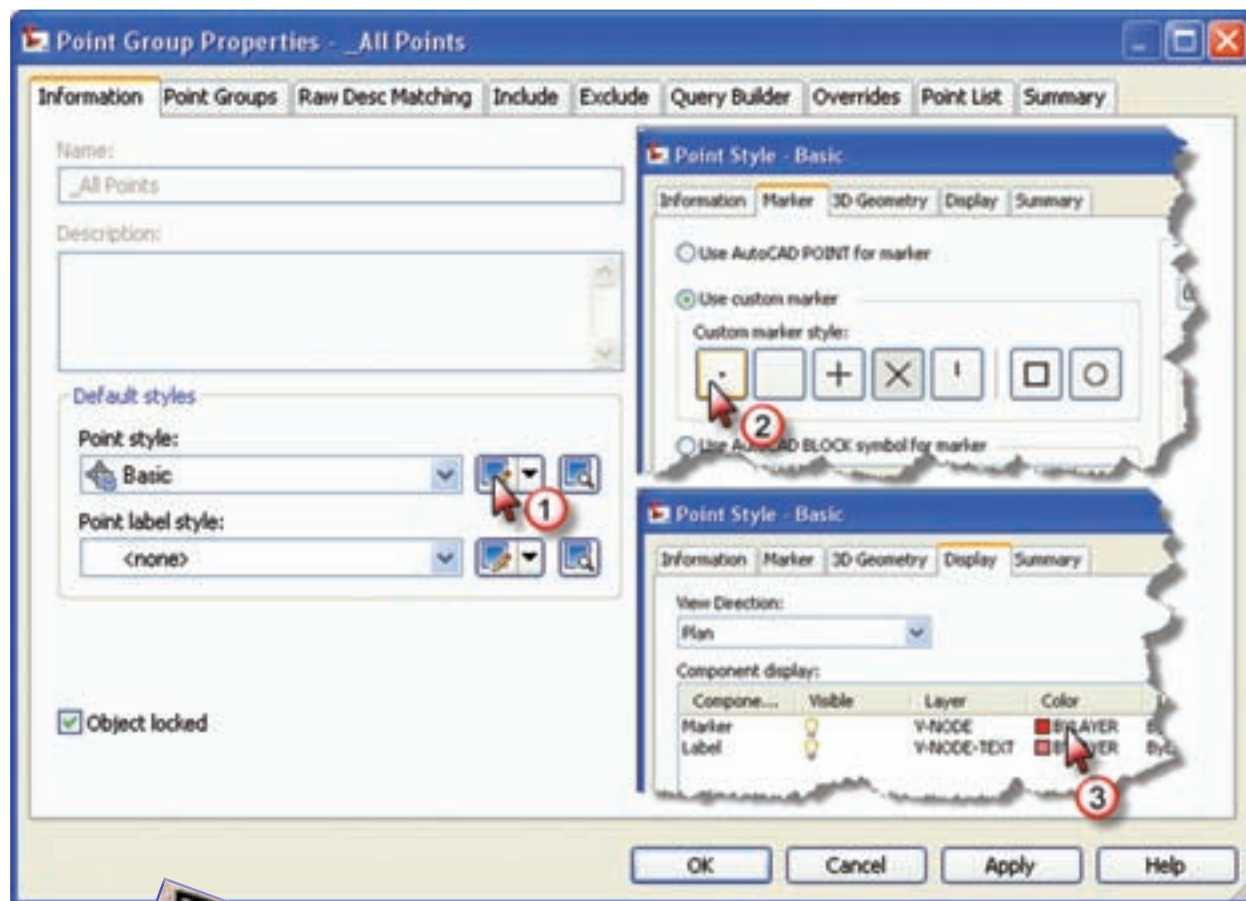 Point Group Properties - _All Points
Information Point Groups Raw Desc Matching Include Exclude Query Builder Overrides Point List Summary
Name:
_All Points
Description:
Default styles
Point style:
Basic
1
Point label style:
<none>
Object locked
Point Style - Basic
Information Marker 3D Geometry Display Summary
Use AutoCAD POINT for marker
Use custom marker
Custom marker style:
2
Use AutoCAD BLOCK symbol for marker
Point Style - Basic
Information Marker 3D Geometry Display Summary
View Direction:
Plan
Component display:
Compone... Visible Layer Color
Marker V-NODE BYLAYER
Label V-NODE-TEXT
3
OK Cancel Apply Help